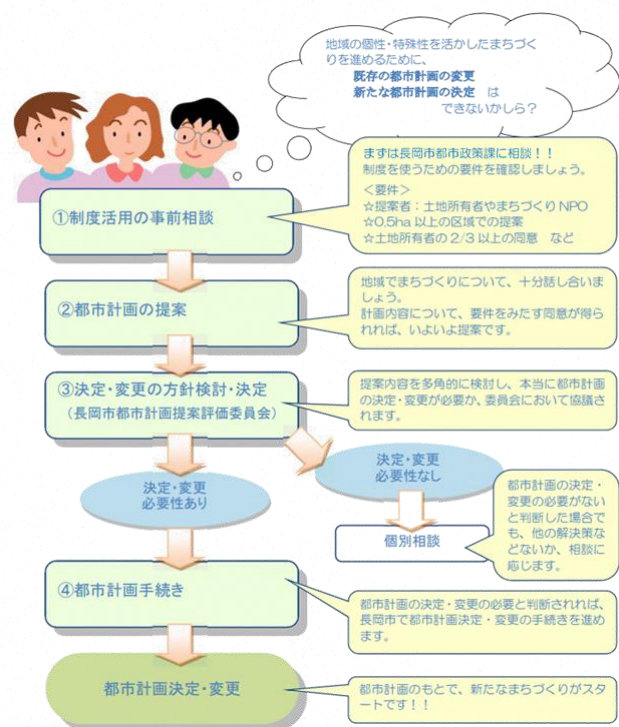 地域の個性・特殊性を活かしたまちづく
りを進めるために、
既存の都市計画の変更
新たな都市計画の決定　は
できないかしら？
まずは長岡市都市政策課に相談！！
制度を使うための要件を確認しましょう。
＜要件＞
☆提案者：土地所有者やまちづくり NPO
☆0.5ha 以上の区域での提案
☆土地所有者の 2/3 以上の同意　など
①制度活用の事前相談
地域でまちづくりについて、十分話し合いま
しょう。
計画内容について、要件をみたす同意が得ら
れれば、いよいよ提案です。
②都市計画の提案
③決定・変更の方針検討・決定
（長岡市都市計画提案評価委員会）
提案内容を多角的に検討し、本当に都市計画
の決定・変更が必要か、委員会において協議さ
れます。
決定・変更
必要性あり
決定・変更
必要性なし
個別相談
都市計画の決定・
変更の必要がない
と判断した場合で
も、他の解決策な
どないか、相談に
応じます。
④都市計画手続き
都市計画の決定・変更の必要と判断されれば、
長岡市で都市計画決定・変更の手続きを進め
ます。
都市計画決定・変更
都市計画のもとで、新たなまちづくりがスタ
ートです！！